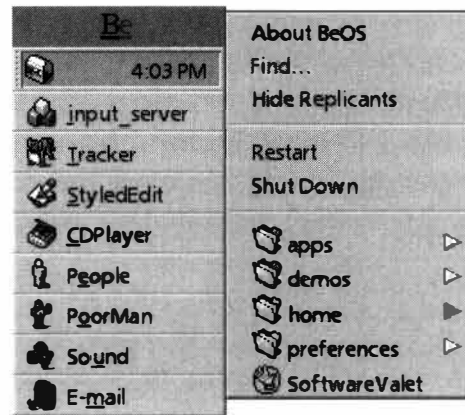 Be
4:03 PM
input_server
Tracker
StyledEdit
CDPlayer
People
PoorMan
Sound
E-mail
About BeOS
Find...
Hide Replicants
Restart
Shut Down
apps
demos
home
preferences
SoftwareValet